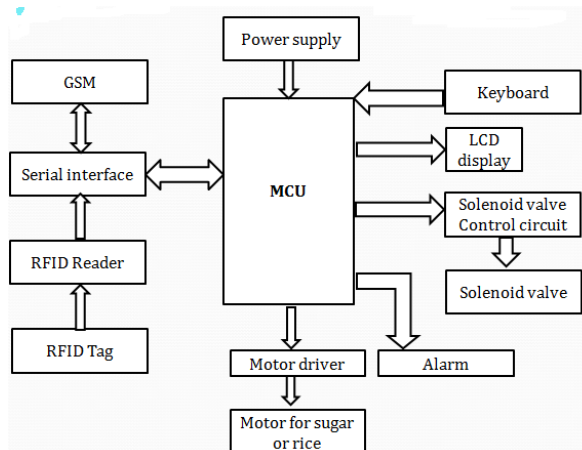 Power supply
GSM
Keyboard
LCD
display
Serial interface
MCU
Solenoid valve
Control circuit
RFID Reader
Solenoid valve
RFID Tag
Motor driver
Alarm
Motor for sugar
or rice